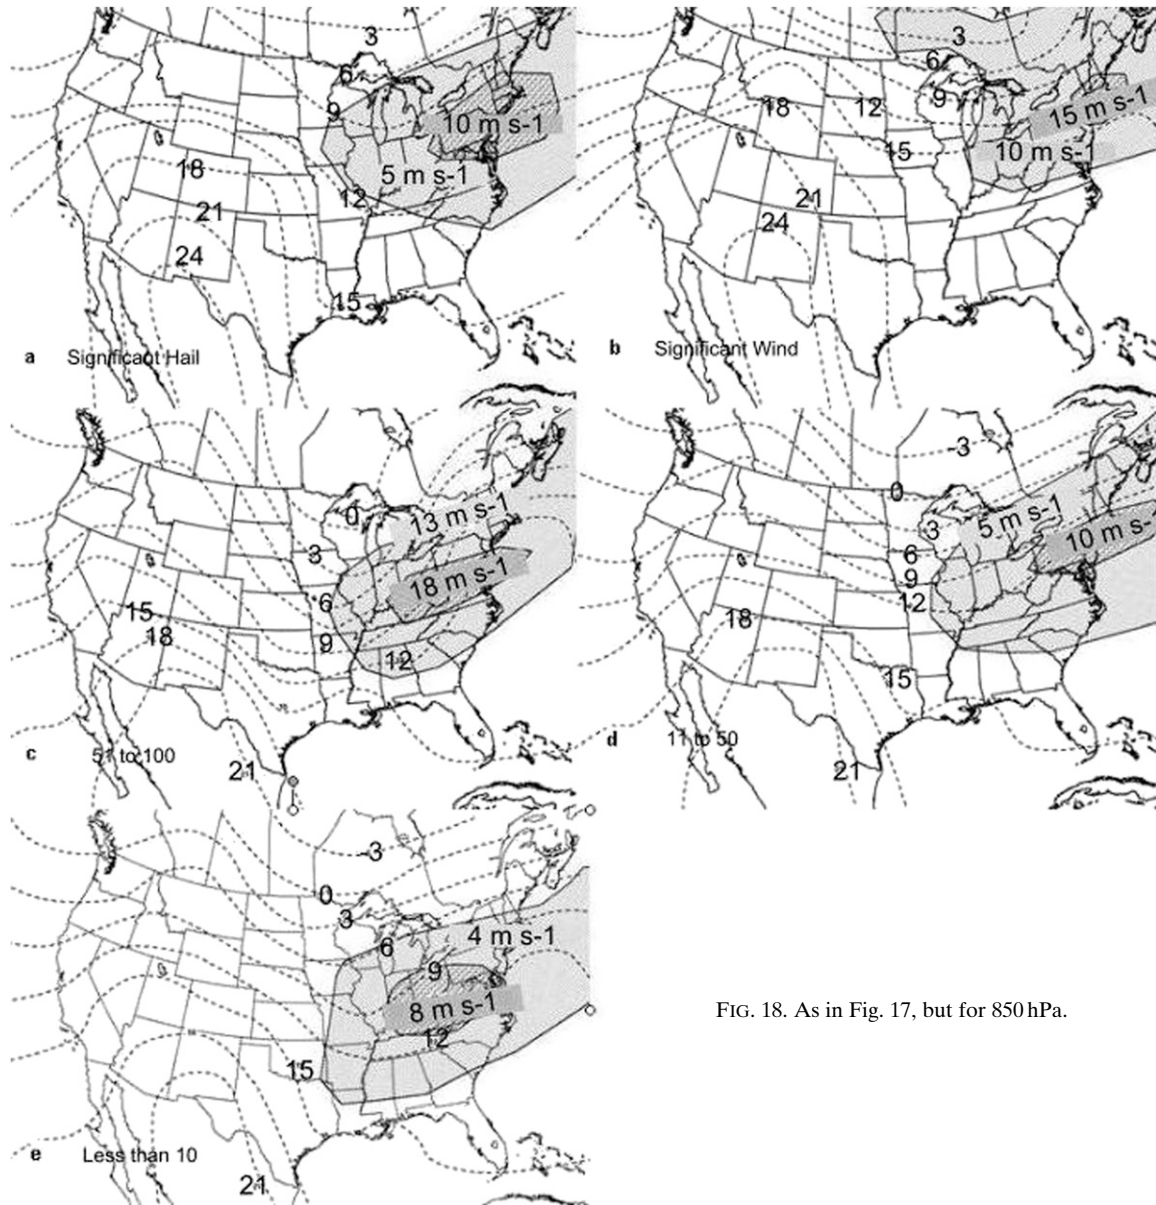 3
6
9
10 m s-1
18
5 m s-1
12
21
24
15
a Significant Hail
3
6
9
18
12
15 m s-1
15
10 m s-1
21
24
b Significant Wind
0
13 m s-1
3
18 m s-1
6
15
18
9
12
c 51 to 100
21
-3
0
5 m s-1
3
10 m s-1
6
9
12
18
15
d 11 to 50
21
-3
0
3
4 m s-1
6
9
8 m s-1
12
15
e Less than 10
21
FIG. 18. As in Fig. 17, but for 850 hPa.